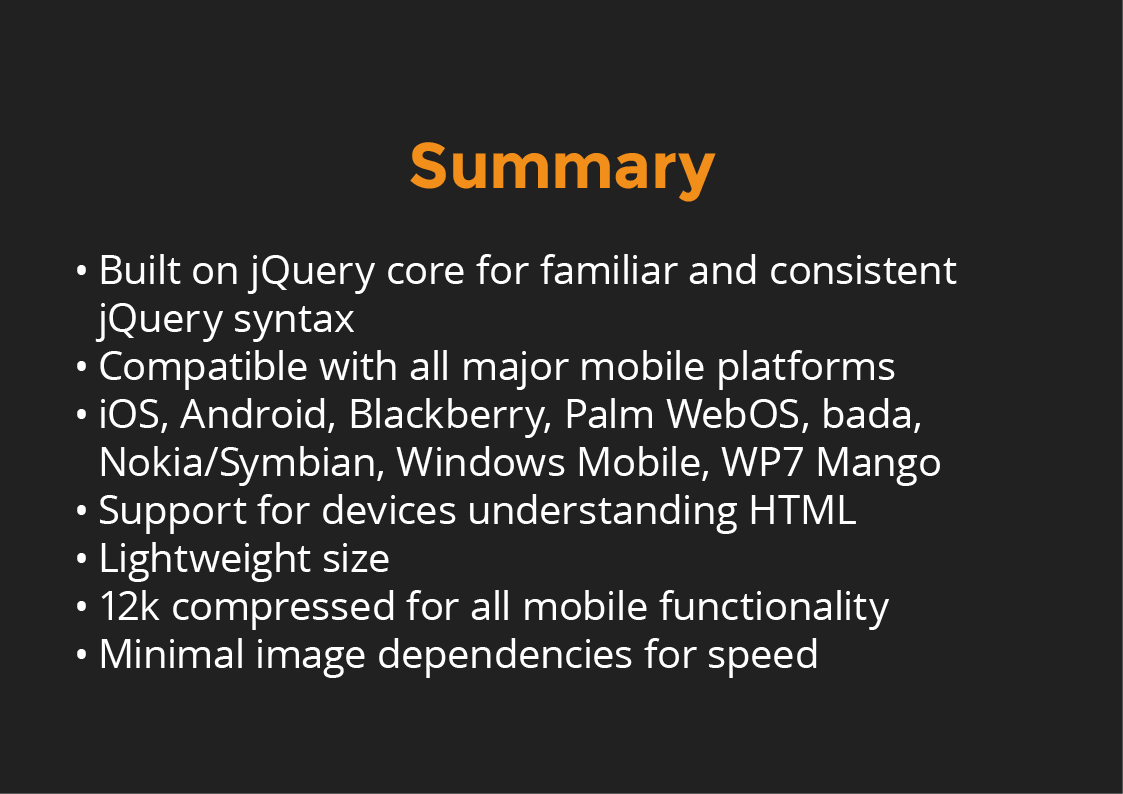 Summary
• Built on jQuery core for familiar and consistent
jQuery syntax
• Compatible with all major mobile platforms
• iOS, Android, Blackberry, Palm WebOS, bada,
Nokia/Symbian, Windows Mobile, WP7 Mango
• Support for devices understanding HTML
• Lightweight size
• 12k compressed for all mobile functionality
• Minimal image dependencies for speed